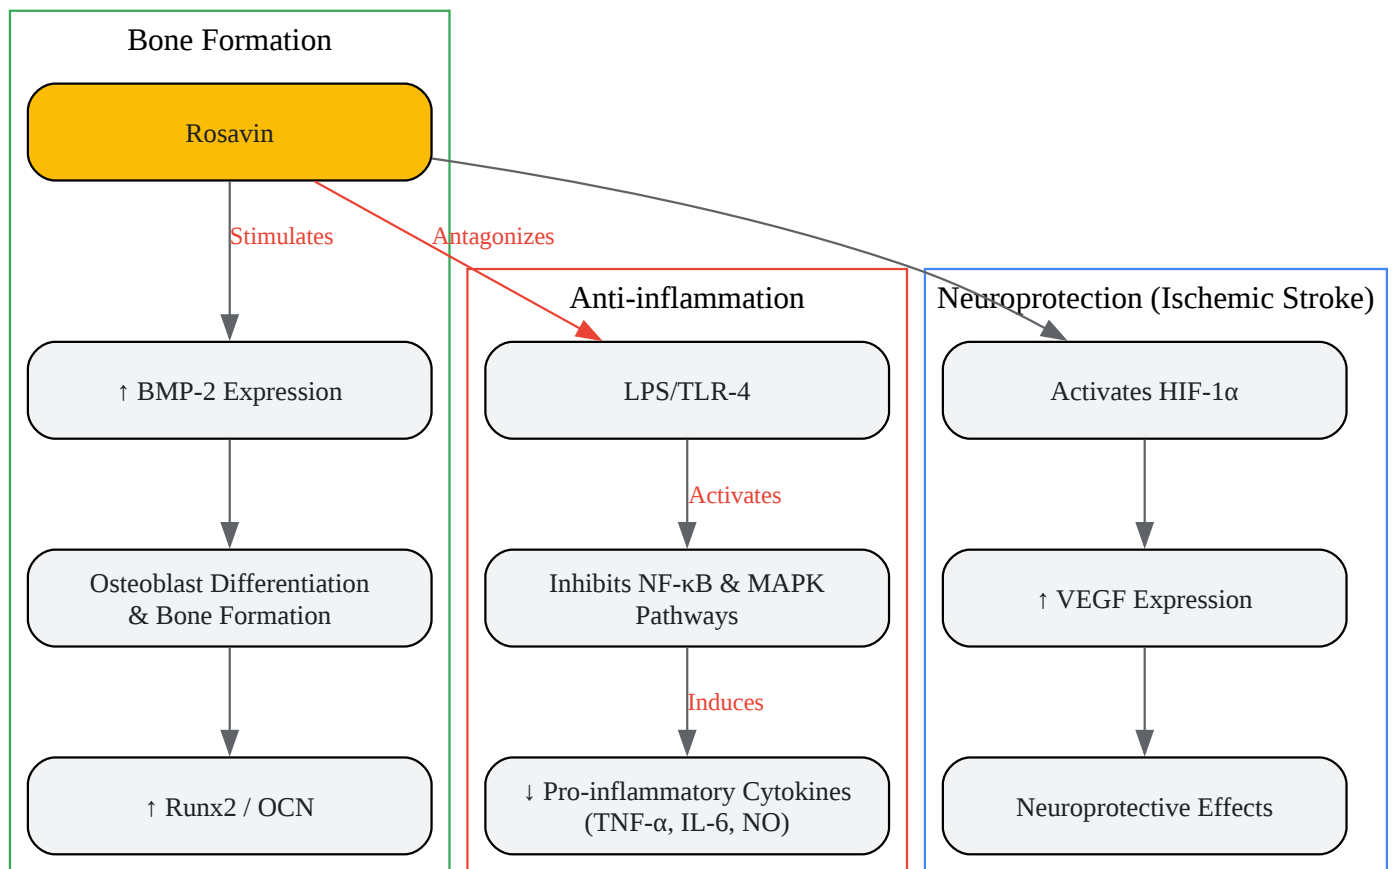 Bone Formation
Rosavin
Stimulates
Antagonizes
Anti-inflammation
Neuroprotection (Ischemic Stroke)
↑ BMP-2 Expression
LPS/TLR-4
Activates HIF-1α
Activates
Osteoblast Differentiation
& Bone Formation
Inhibits NF-κB & MAPK
Pathways
↑ VEGF Expression
Induces
↑ Runx2 / OCN
↓ Pro-inflammatory Cytokines
(TNF-α, IL-6, NO)
Neuroprotective Effects